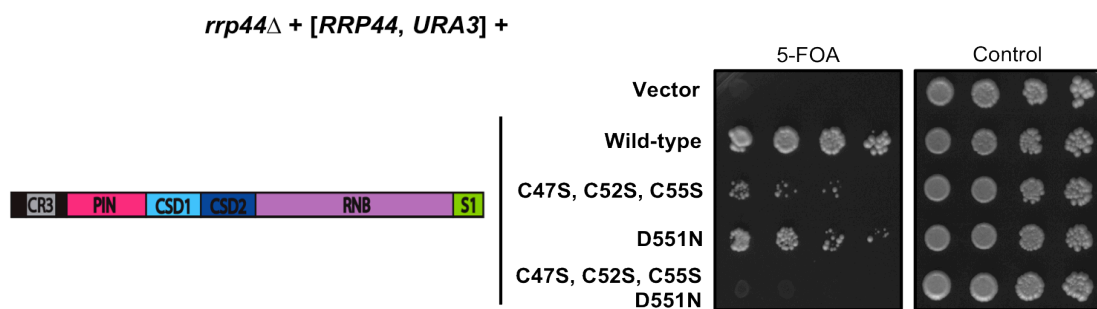 rrp44Δ + [RRP44, URA3] +
5-FOA Control
Vector
Wild-type
C47S, C52S, C55S
CR3 PIN CSD1 CSD2 RNB S1
D551N
C47S, C52S, C55S
D551N